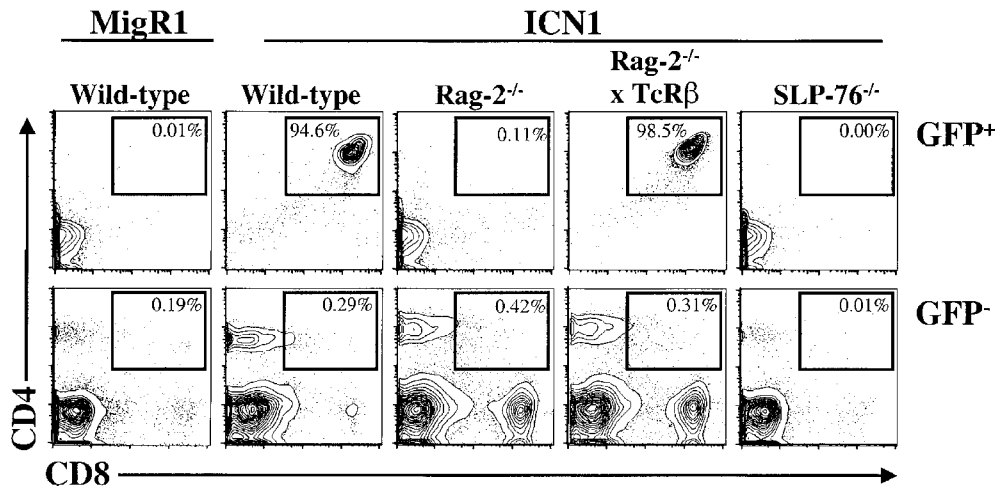 MigR1 ICN1
Wild-type Wild-type Rag-2-/- Rag-2-/- x TcRβ SLP-76-/-
0.01% 94.6% 0.11% 98.5% 0.00% GFP+
0.19% 0.29% 0.42% 0.31% 0.01% GFP-
CD4
CD8